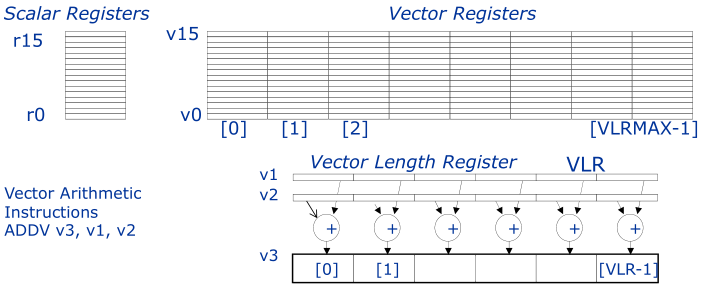 Scalar Registers
Vector Registers
r15
v15
r0
v0
[0] [1] [2] [VLRMAX-1]
Vector Length Register VLR
v1
v2
Vector Arithmetic
Instructions
ADDV v3, v1, v2
+ + + + + +
v3
[0] [1] [VLR-1]